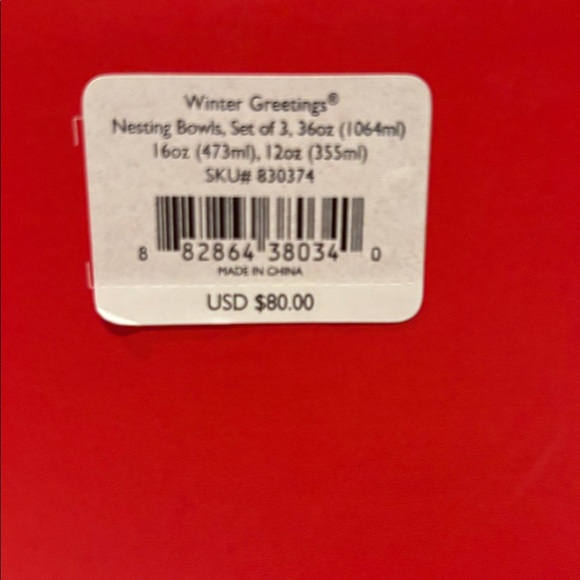 Winter Greetings®
Nesting Bowls, Set of 3, 36oz (1064ml)
16oz (473ml), 12oz (355ml)
SKU# 830374
8 82864 38034 0
MADE IN CHINA
USD $80.00